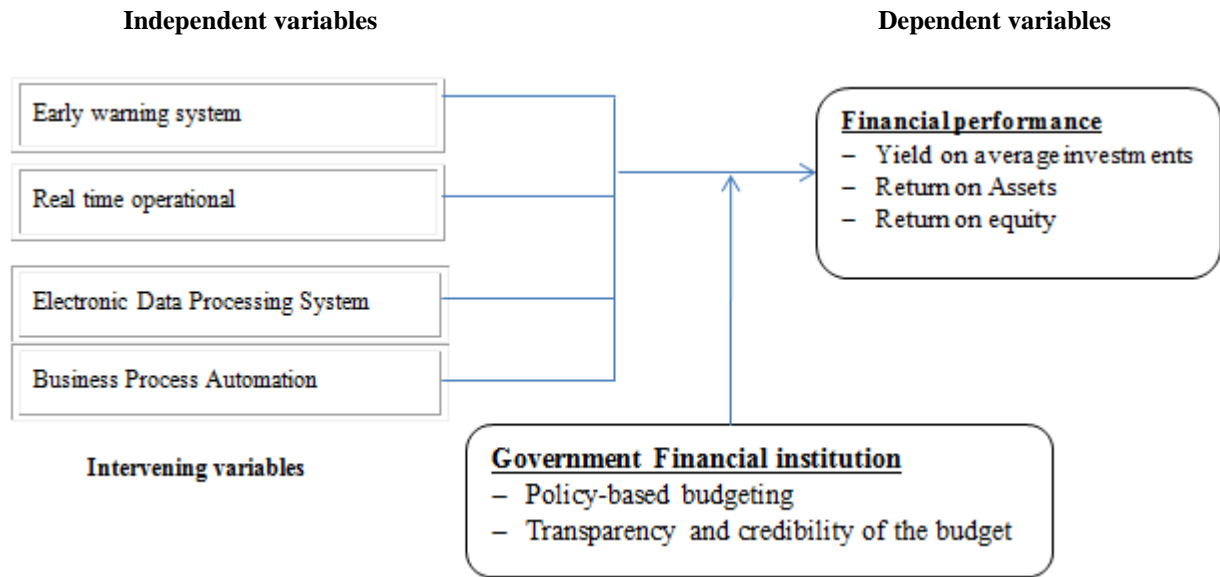 Independent variables
Dependent variables
Early warning system
Real time operational
Electronic Data Processing System
Business Process Automation
Financial performance
– Yield on average investments
– Return on Assets
– Return on equity
Intervening variables
Government Financial institution
– Policy-based budgeting
– Transparency and credibility of the budget